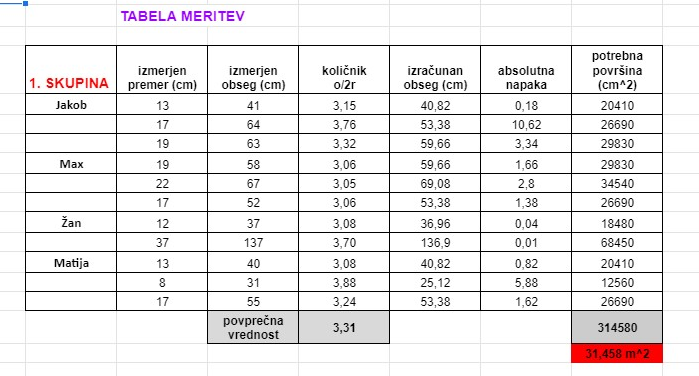 TABELA MERITEV
1. SKUPINA izmerjen premer (cm) izmerjen obseg (cm) količnik o/2r izračunan obseg (cm) absolutna napaka potrebna površina (cm^2)
Jakob 13 41 3,15 40,82 0,18 20410
17 64 3,76 53,38 10,62 26690
19 63 3,32 59,66 3,34 29830
Max 19 58 3,06 59,66 1,66 29830
22 67 3,05 69,08 2,8 34540
17 52 3,06 53,38 1,38 26690
Žan 12 37 3,08 36,96 0,04 18480
37 137 3,70 136,9 0,01 68450
Matija 13 40 3,08 40,82 0,82 20410
8 31 3,88 25,12 5,88 12560
17 55 3,24 53,38 1,62 26690
povprečna vrednost 3,31 314580
31,458 m^2